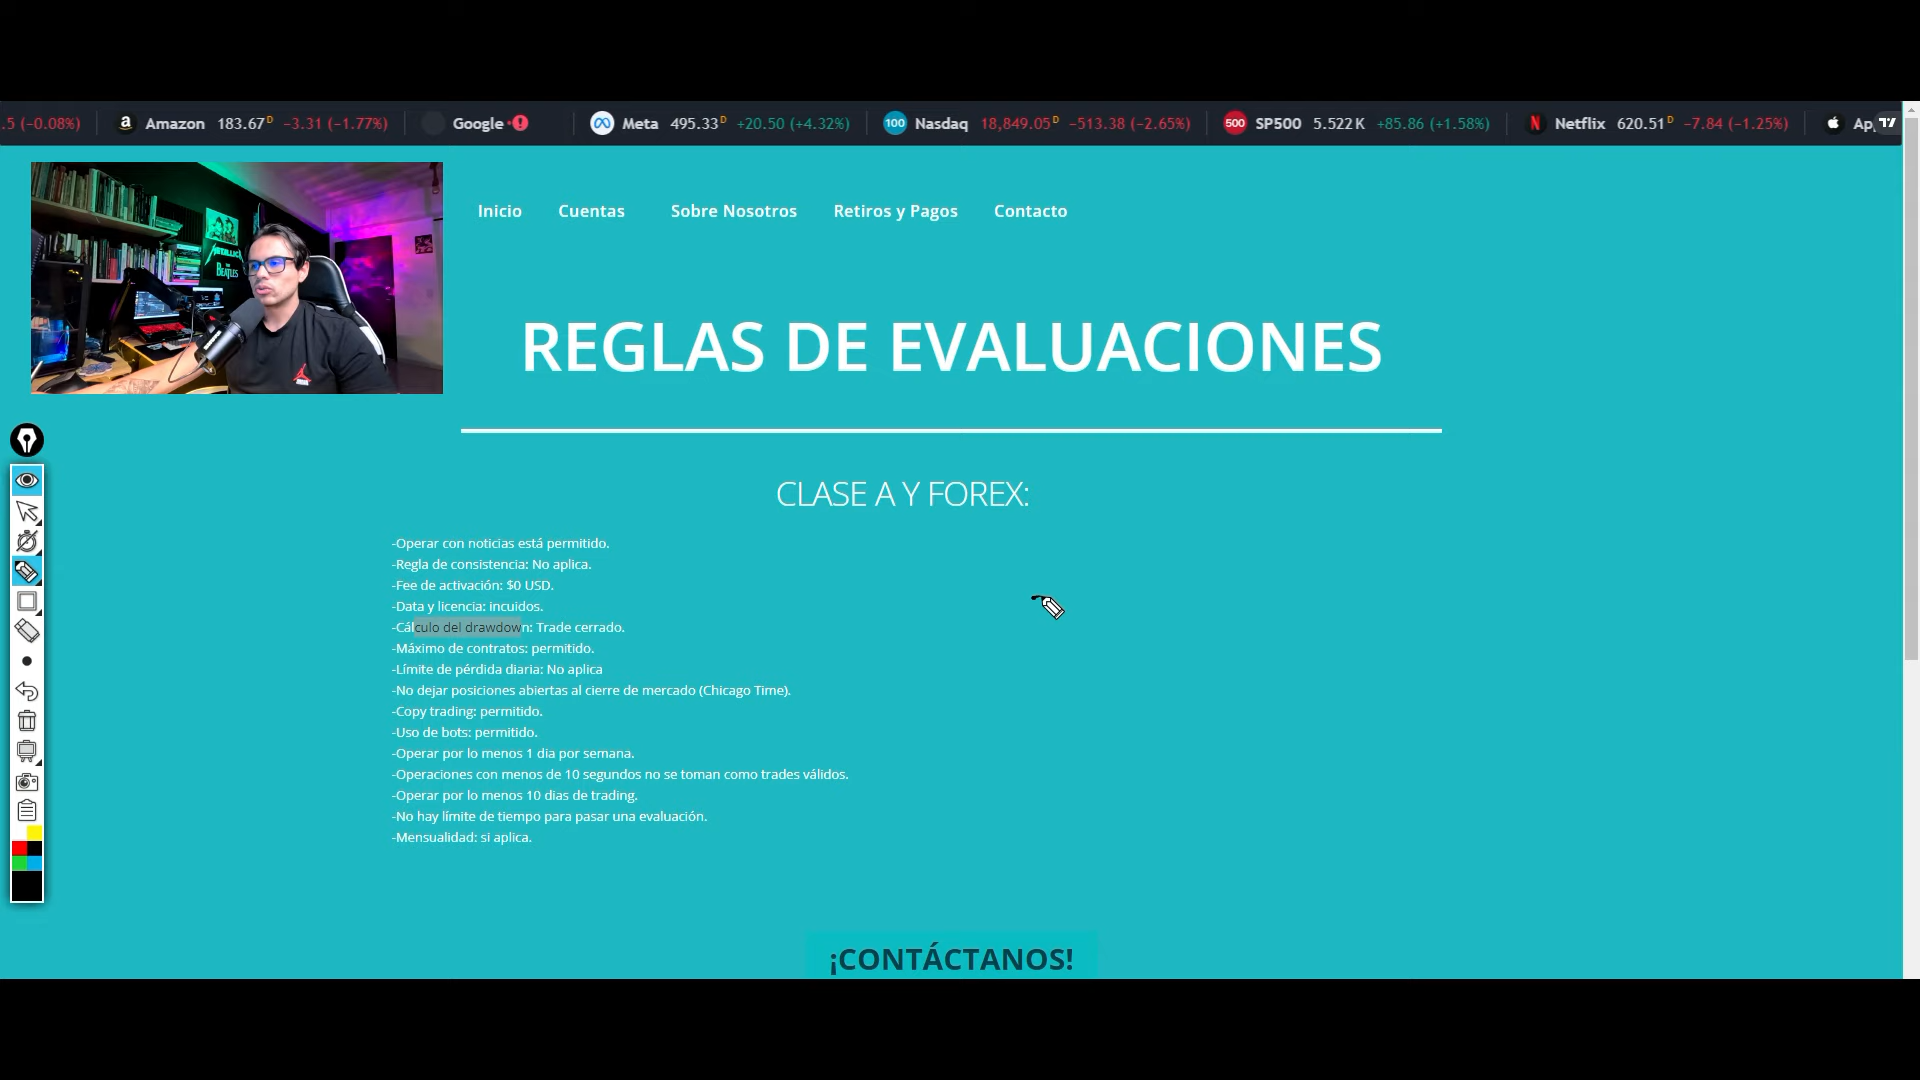 .5 (−0.08%) Amazon 183.67 D −3.31 (−1.77%) Google Meta 495.33 D +20.50 (+4.32%) 100 Nasdaq 18,849.05 D −513.38 (−2.65%) 500 SP500 5.522 K +85.86 (+1.58%) Netflix 620.51 D −7.84 (−1.25%)
METALLICA
THE BEATLES
Inicio Cuentas Sobre Nosotros Retiros y Pagos Contacto
REGLAS DE EVALUACIONES
CLASE A Y FOREX:
-Operar con noticias está permitido.
-Regla de consistencia: No aplica.
-Fee de activación: $0 USD.
-Data y licencia: incuidos.
-Cálculo del drawdown: Trade cerrado.
-Máximo de contratos: permitido.
-Límite de pérdida diaria: No aplica
-No dejar posiciones abiertas al cierre de mercado (Chicago Time).
-Copy trading: permitido.
-Uso de bots: permitido.
-Operar por lo menos 1 dia por semana.
-Operaciones con menos de 10 segundos no se toman como trades válidos.
-Operar por lo menos 10 dias de trading.
-No hay límite de tiempo para pasar una evaluación.
-Mensualidad: si aplica.
¡CONTÁCTANOS!